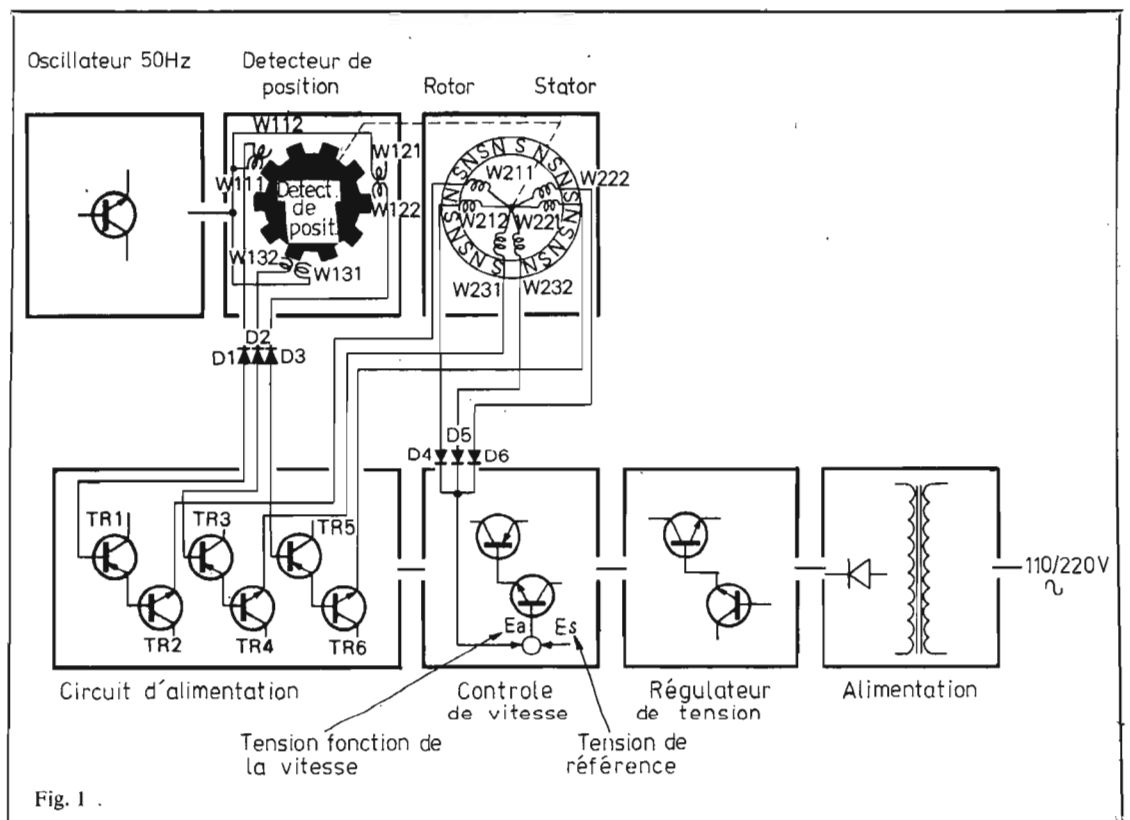 Oscillateur 50Hz
Detecteur de
position
Rotor
Stator
W112
W121
W111
W122
Detect.
de
posit.
W132
W131
N S N
W211
W222
W212
W221
W231
W232
D2
D1
D3
D5
D4
D6
TR1
TR3
TR5
TR2
TR4
TR6
Ea
Es
110/220V
Circuit d'alimentation
Controle
de vitesse
Régulateur
de tension
Alimentation
Tension fonction de
la vitesse
Tension de
référence
Fig. 1 .